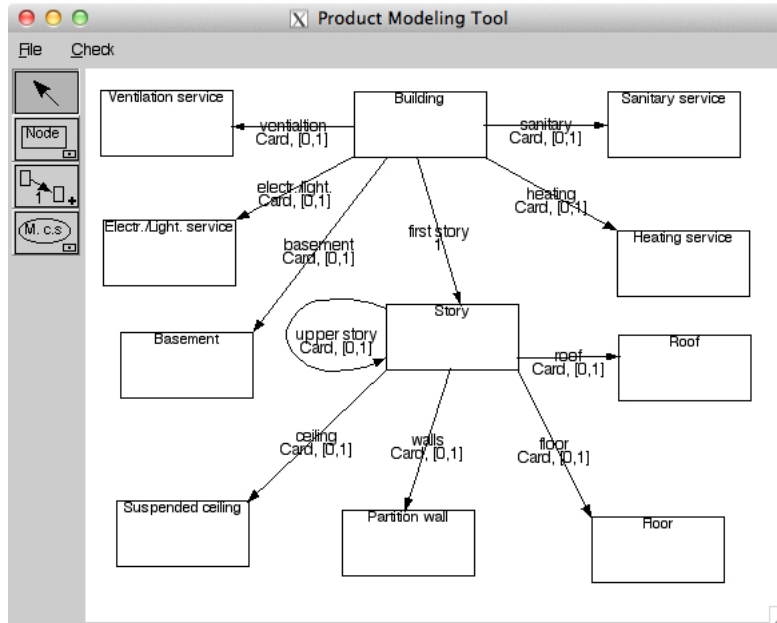 X Product Modeling Tool
File Check
Node
1
M. c.s
Ventilation service
Building
Sanitary service
ventialtion
Card, [0,1]
sanitary
Card, [0,1]
electr./light.
Card, [0,1]
heating
Card, [0,1]
Electr./Light. service
basement
Card, [0,1]
first story
1
Heating service
Story
Basement
upper story
Card, [0,1]
roof
Card, [0,1]
Roof
ceiling
Card, [0,1]
walls
Card, [0,1]
floor
Card, [0,1]
Suspended ceiling
Partition wall
Floor